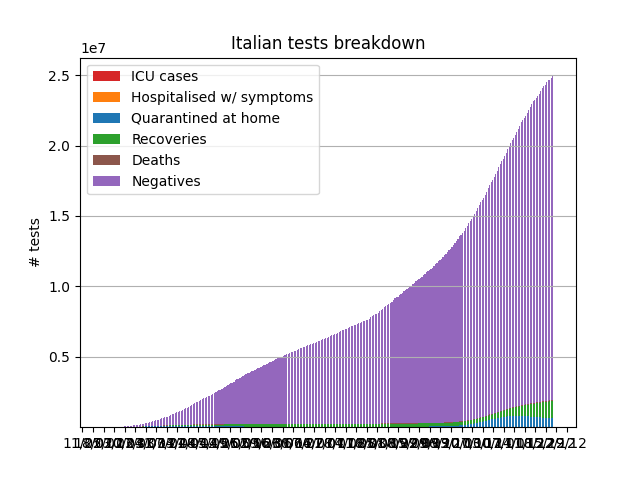 Italian tests breakdown
1e7
2.5
2.0
1.5
1.0
0.5
# tests
ICU cases
Hospitalised w/ symptoms
Quarantined at home
Recoveries
Deaths
Negatives